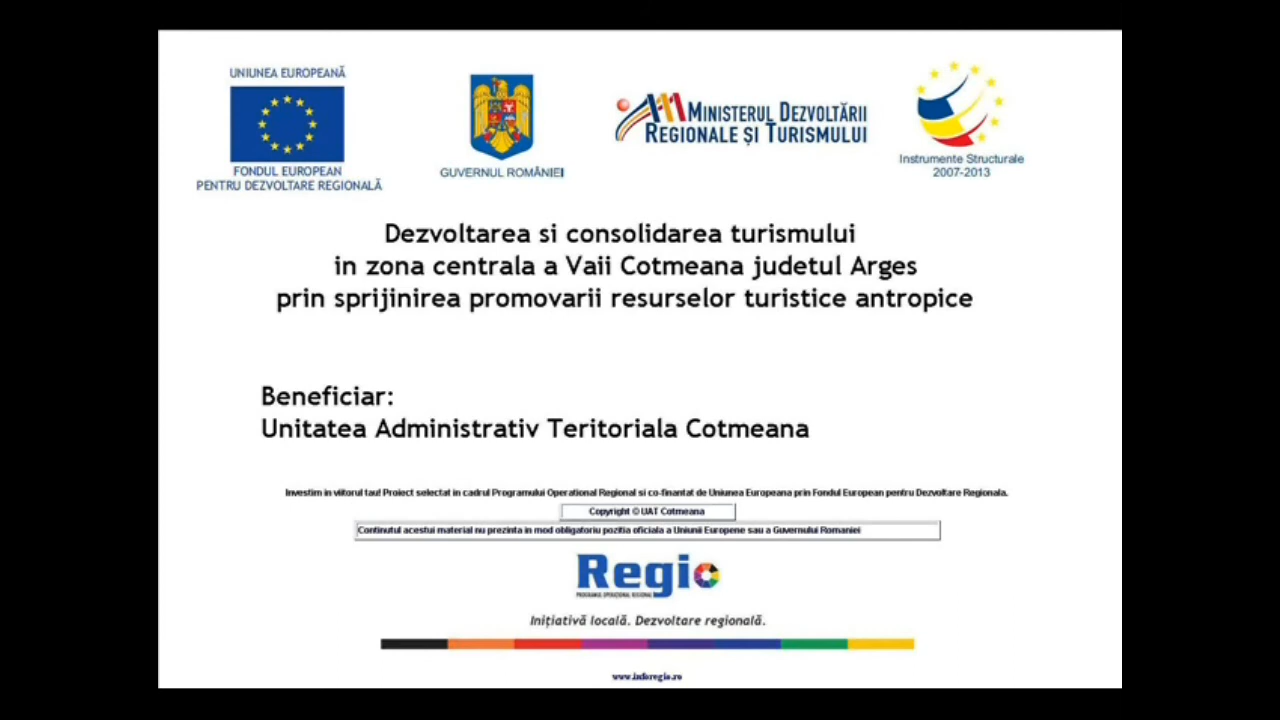 UNIUNEA EUROPEANĂ
FONDUL EUROPEAN
PENTRU DEZVOLTARE REGIONALĂ
GUVERNUL ROMÂNIEI
MINISTERUL DEZVOLTĂRII
REGIONALE ȘI TURISMULUI
Instrumente Structurale
2007-2013
Dezvoltarea si consolidarea turismului
in zona centrala a Vaii Cotmeana judetul Arges
prin sprijinirea promovarii resurselor turistice antropice
Beneficiar:
Unitatea Administrativ Teritoriala Cotmeana
Investim in viitorul tau! Proiect selectat in cadrul Programului Operational Regional si co-finantat de Uniunea Europeana prin Fondul European pentru Dezvoltare Regionala.
Copyright © UAT Cotmeana
Continutul acestui material nu prezinta in mod obligatoriu pozitia oficiala a Uniunii Europene sau a Guvernului Romaniei
Regio
PROGRAMUL OPERAȚIONAL REGIONAL
Inițiativă locală. Dezvoltare regională.
www.inforegio.ro